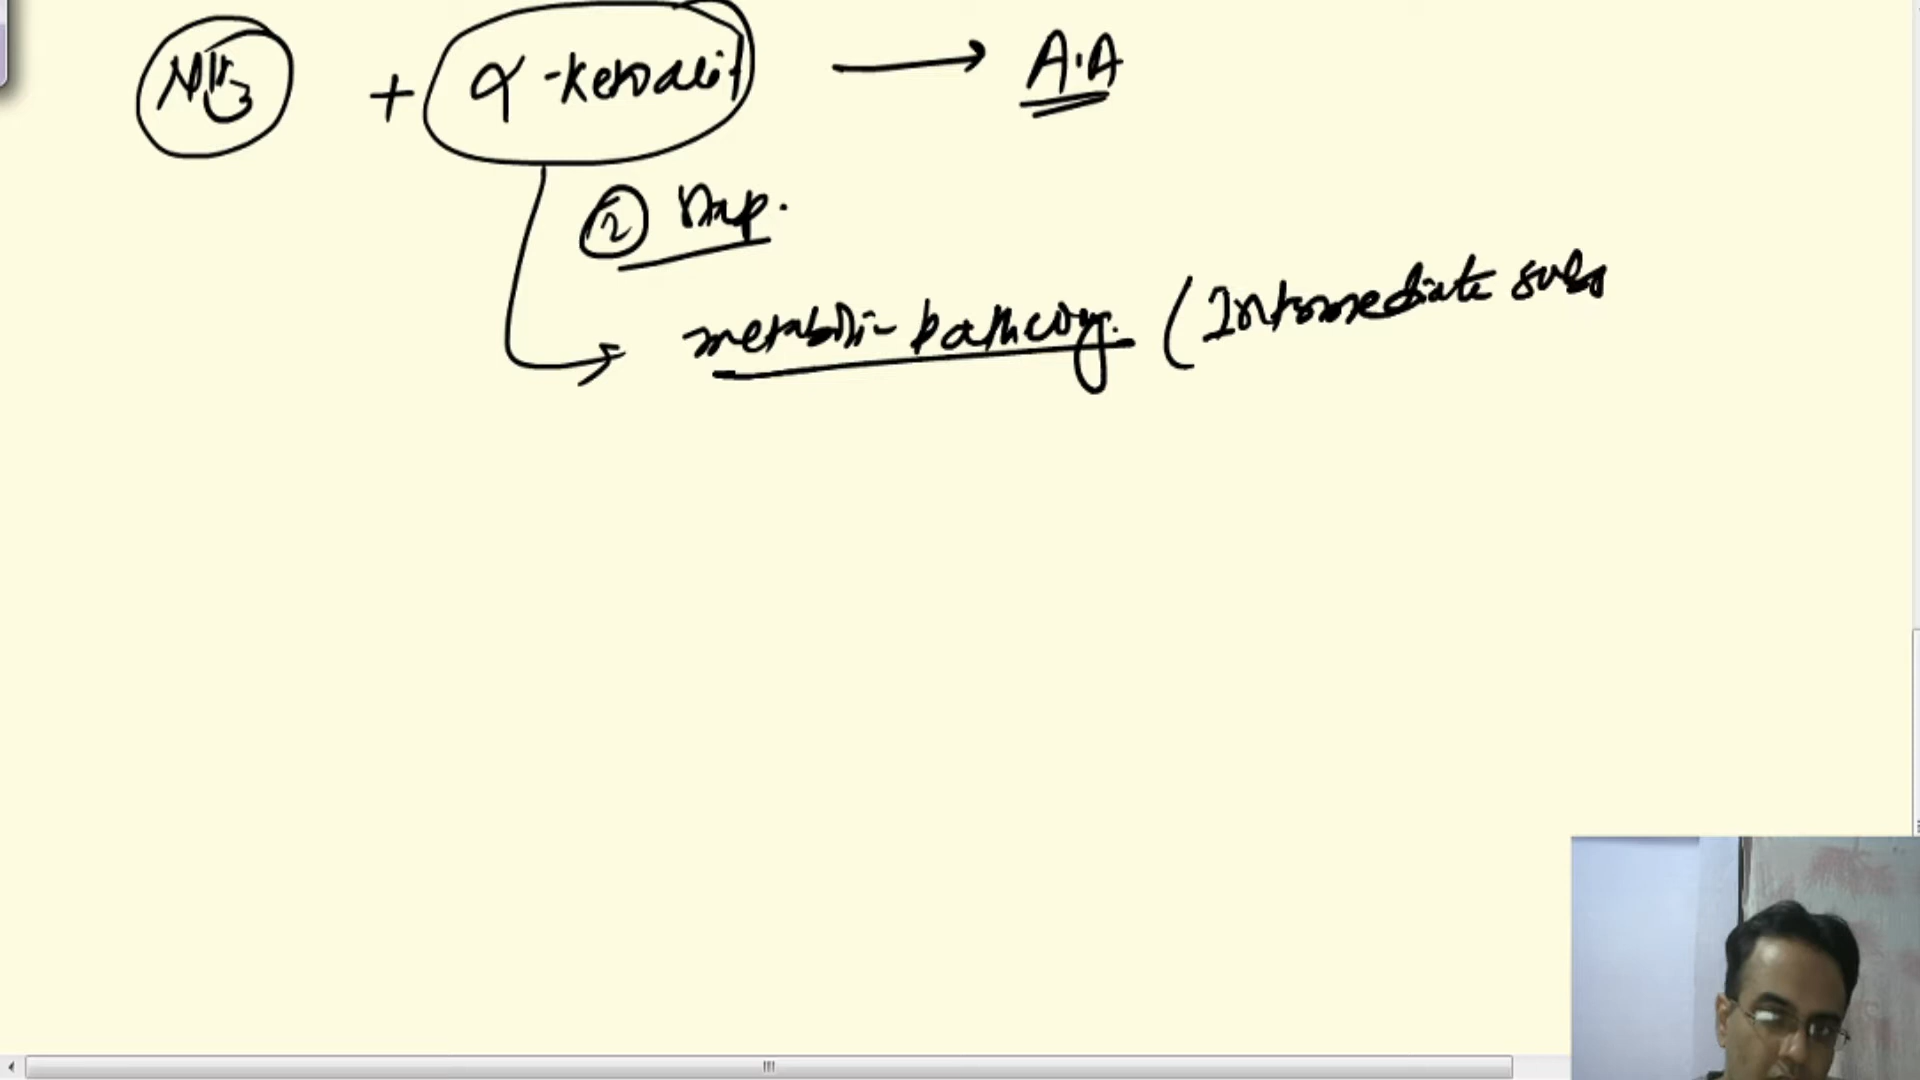 NH3 + α-Ketoacid → A.A
② Imp.
metabolic pathway. (Intermediate subs